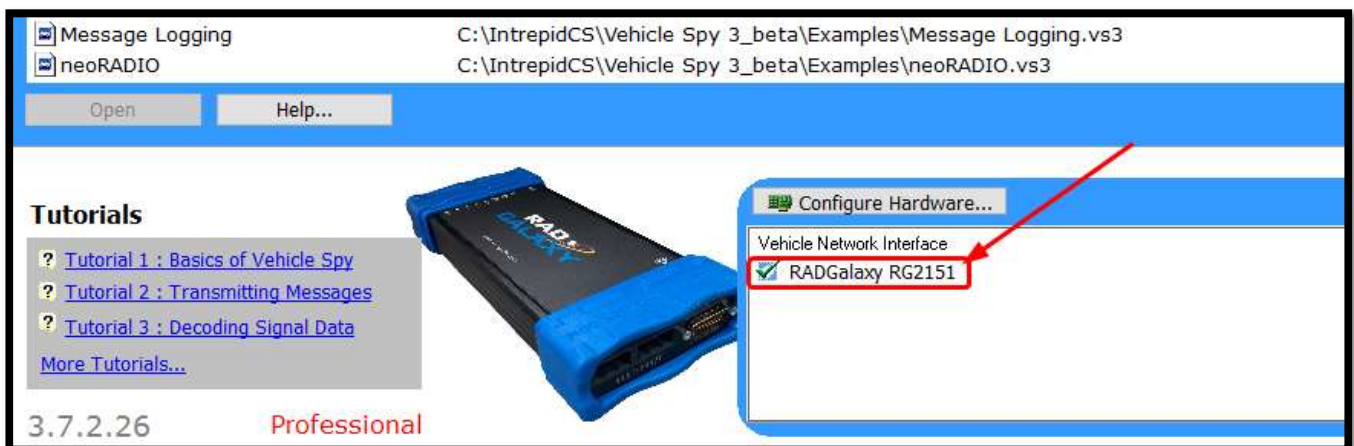 Message Logging C:\IntrepidCS\Vehicle Spy 3_beta\Examples\Message Logging.vs3
neoRADIO C:\IntrepidCS\Vehicle Spy 3_beta\Examples\neoRADIO.vs3
Open Help...
Configure Hardware...
Vehicle Network Interface
RADGalaxy RG2151
RAD
GALAXY
Tutorials
? Tutorial 1 : Basics of Vehicle Spy
? Tutorial 2 : Transmitting Messages
? Tutorial 3 : Decoding Signal Data
More Tutorials...
3.7.2.26 Professional